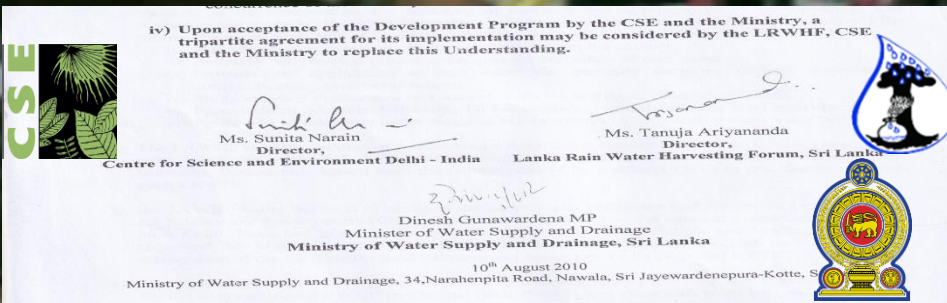 iv) Upon acceptance of the Development Program by the CSE and the Ministry, a
tripartite agreement for its implementation may be considered by the LRWHF, CSE
and the Ministry to replace this Understanding.
CSE
Ms. Sunita Narain
Director,
Centre for Science and Environment Delhi - India
Ms. Tanuja Ariyananda
Director,
Lanka Rain Water Harvesting Forum, Sri Lanka
Dinesh Gunawardena MP
Minister of Water Supply and Drainage
Ministry of Water Supply and Drainage, Sri Lanka
10th August 2010
Ministry of Water Supply and Drainage, 34,Narahenpita Road, Nawala, Sri Jayewardenepura-Kotte, S